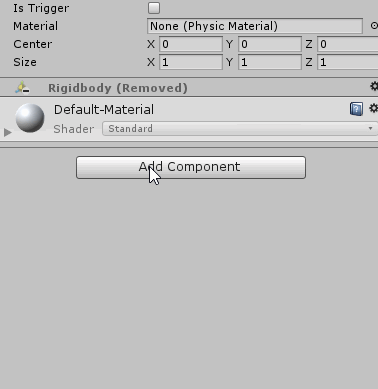 Is Trigger
Material None (Physic Material)
Center X 0 Y 0 Z 0
Size X 1 Y 1 Z 1
Rigidbody (Removed)
Default-Material
Shader Standard
Add Component